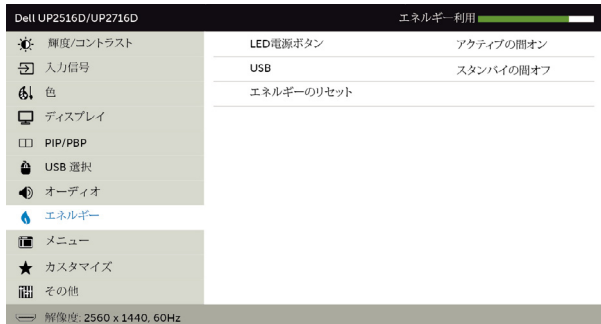 Dell UP2516D/UP2716D エネルギー利用
輝度/コントラスト LED電源ボタン アクティブの間オン
入力信号 USB スタンバイの間オフ
色 エネルギーのリセット
ディスプレイ
PIP/PBP
USB 選択
オーディオ
エネルギー
メニュー
カスタマイズ
その他
解像度: 2560 x 1440, 60Hz